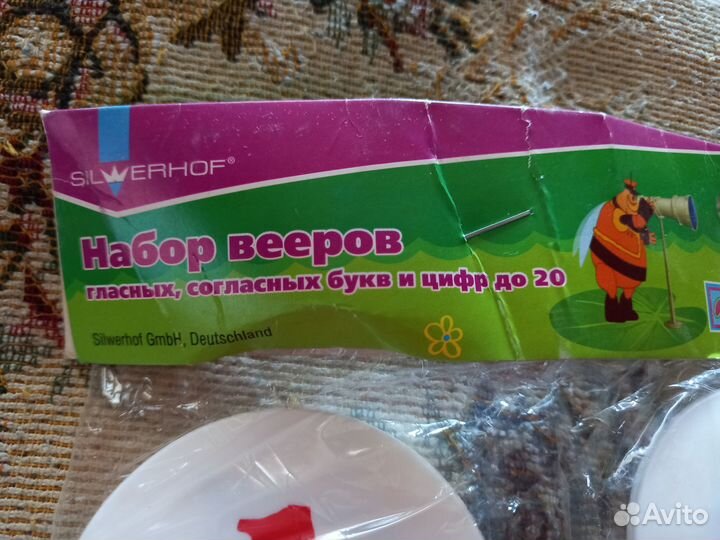 SILWERHOF®
Набор вееров
гласных, согласных букв и цифр до 20
Silwerhof GmbH, Deutschland
Avito